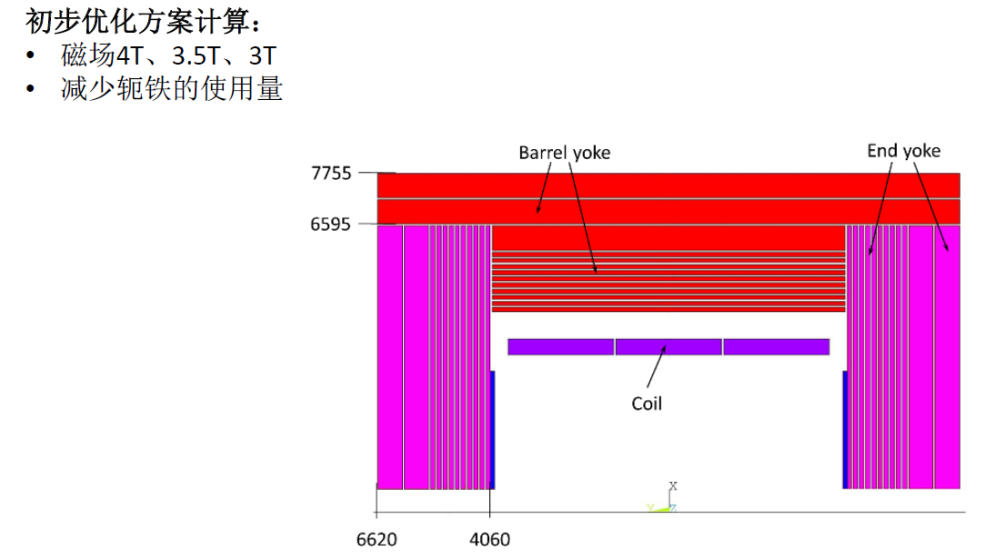 初步优化方案计算：
• 磁场4T、3.5T、3T
• 减少轭铁的使用量
Barrel yoke
End yoke
7755
6595
Coil
X
Y Z
6620
4060